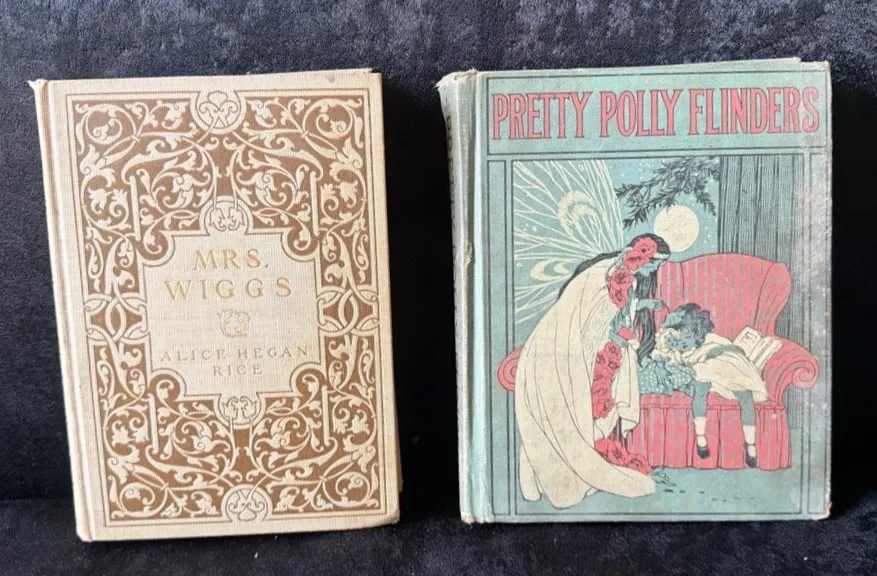 MRS.
WIGGS
ALICE HEGAN
RICE
PRETTY POLLY FLINDERS